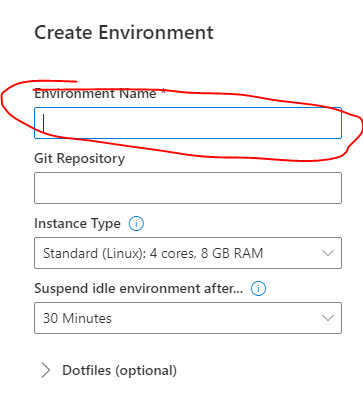 Create Environment
Environment Name *
Git Repository
Instance Type
Standard (Linux): 4 cores, 8 GB RAM
Suspend idle environment after...
30 Minutes
Dotfiles (optional)